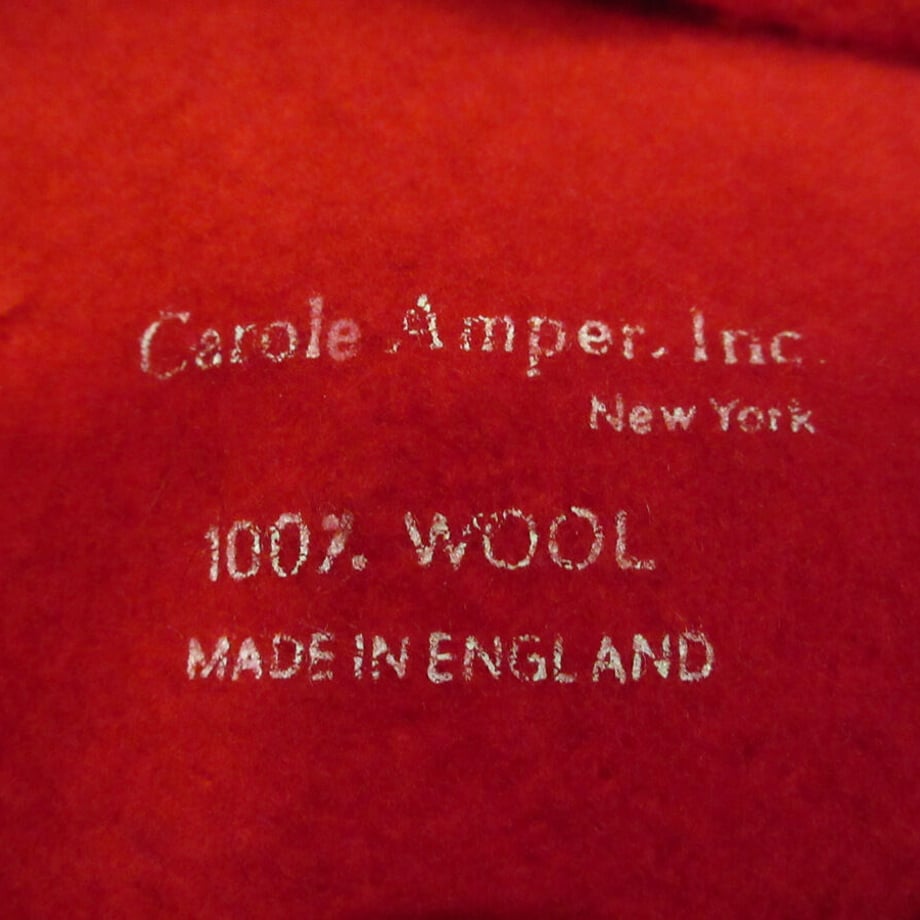 Carole Amper, Inc.
New York
100% WOOL
MADE IN ENGLAND